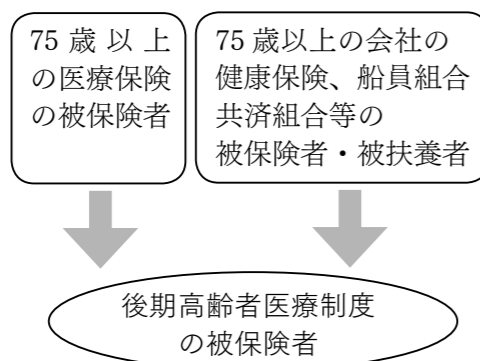 75 歳 以 上
の医療保険
の被保険者
75 歳以上の会社の
健康保険、船員組合
共済組合等の
被保険者・被扶養者
後期高齢者医療制度
の被保険者